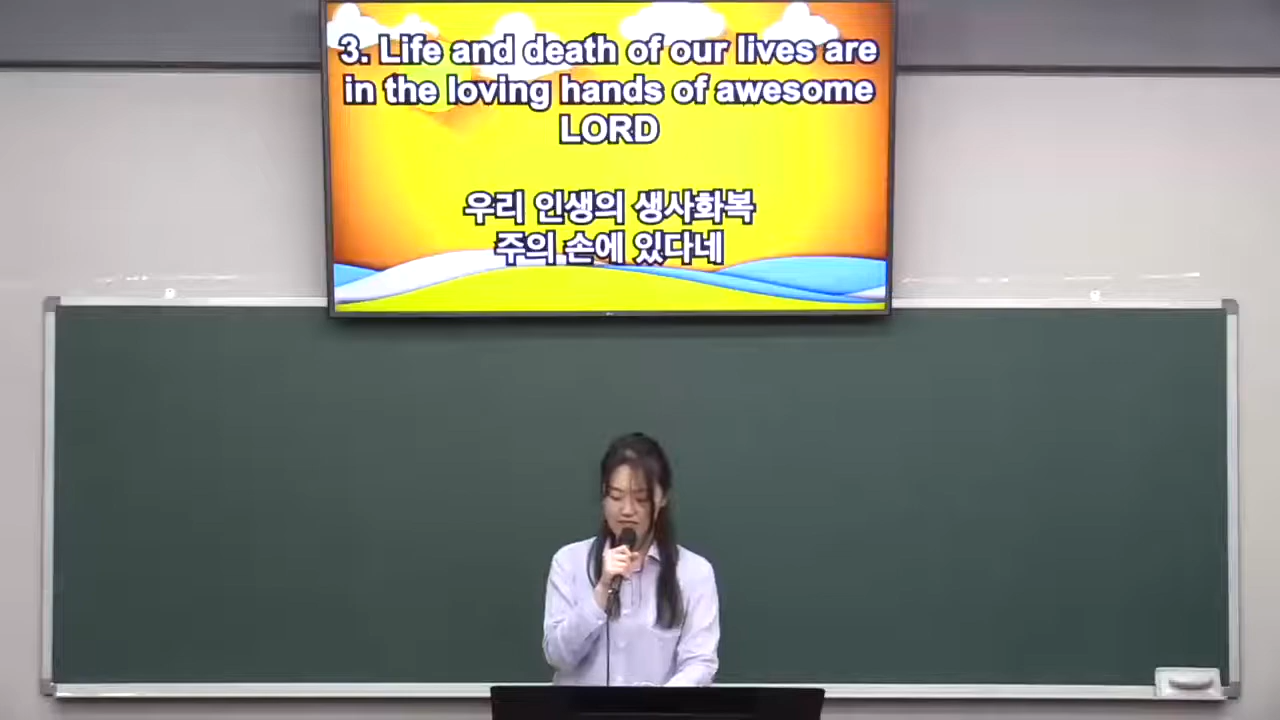 3. Life and death of our lives are
in the loving hands of awesome
LORD
우리 인생의 생사화복
주의 손에 있다네